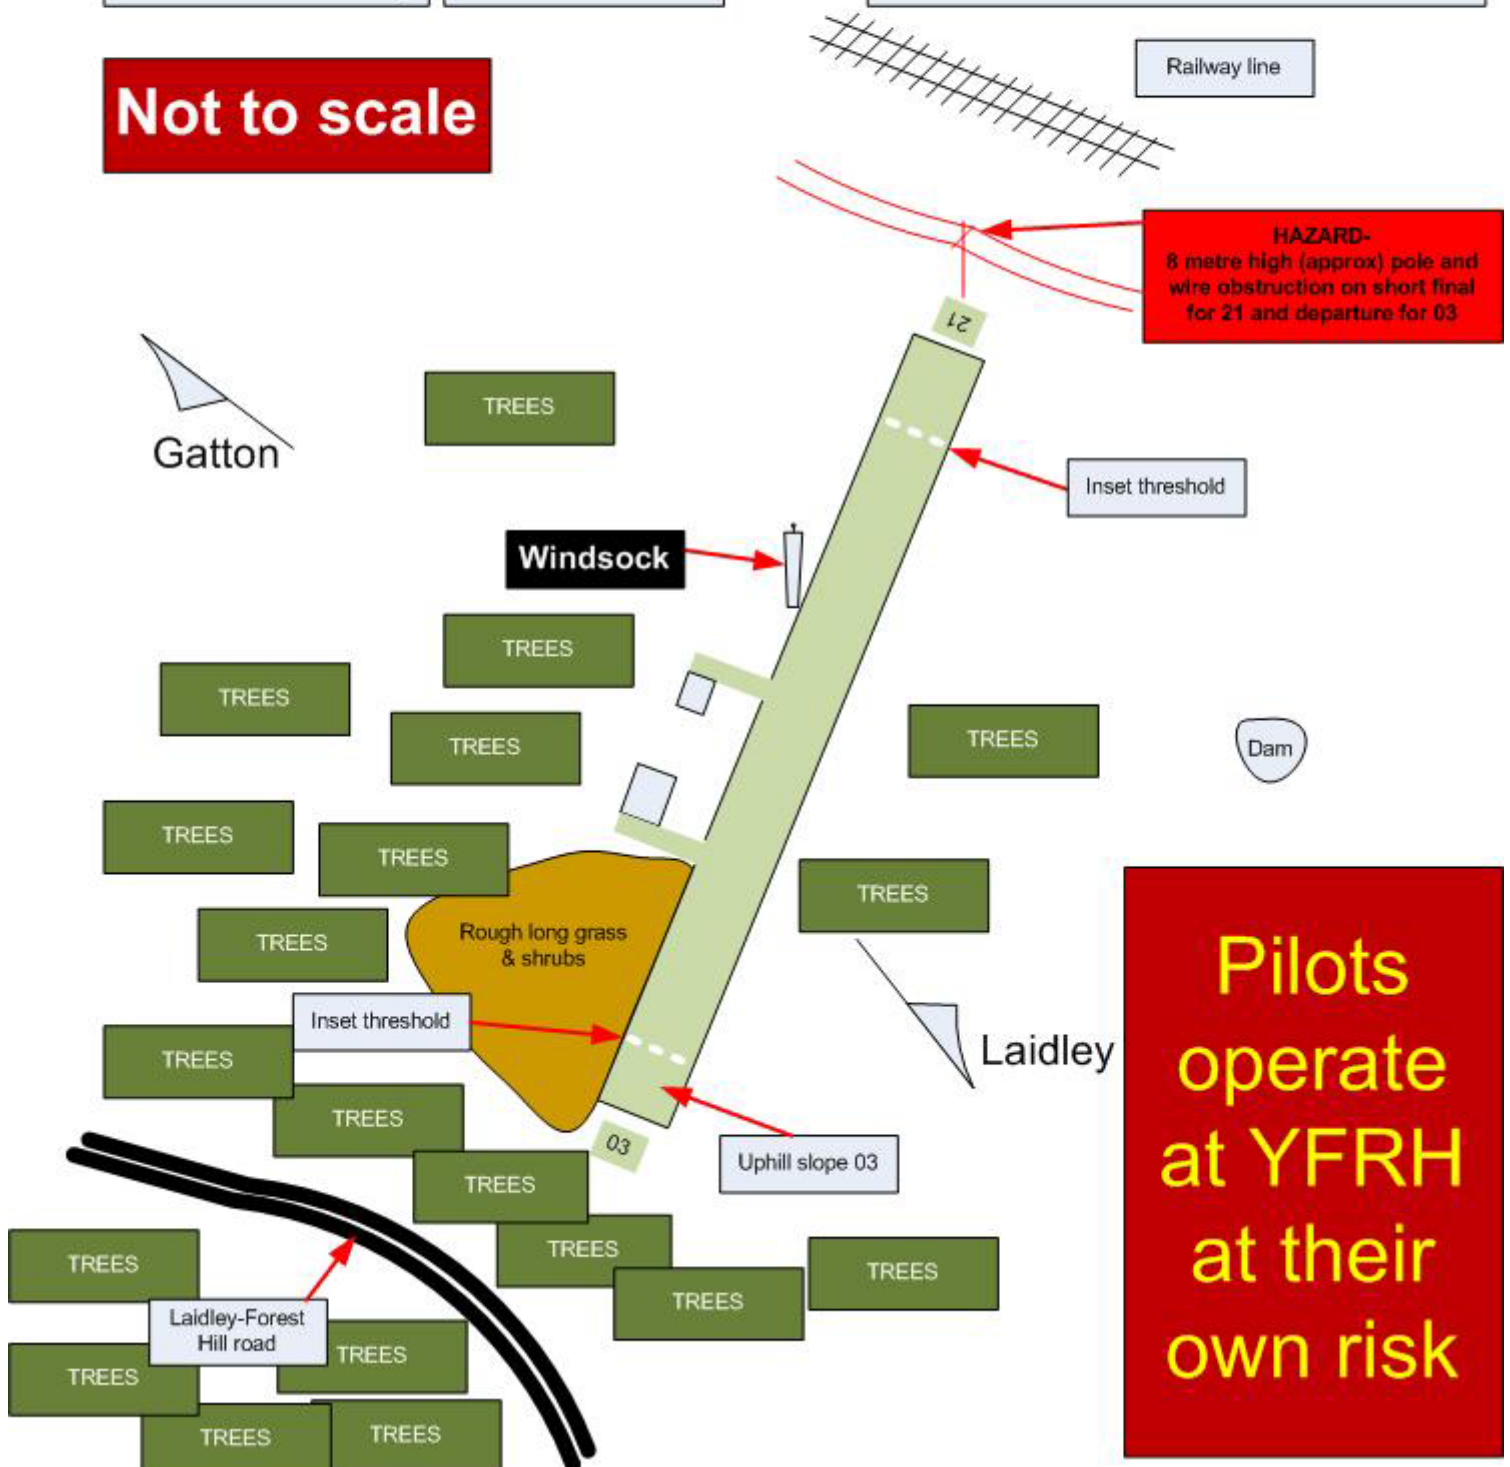 Railway line
Not to scale
HAZARD-
8 metre high (approx) pole and
wire obstruction on short final
for 21 and departure for 03
21
TREES
Gatton
Inset threshold
Windsock
TREES
TREES
TREES
TREES
Dam
TREES
TREES
TREES
TREES
Rough long grass
& shrubs
Inset threshold
Laidley
Pilots
operate
at YFRH
at their
own risk
TREES
TREES
03
Uphill slope 03
TREES
TREES
TREES
TREES
TREES
Laidley-Forest
Hill road
TREES
TREES
TREES
TREES